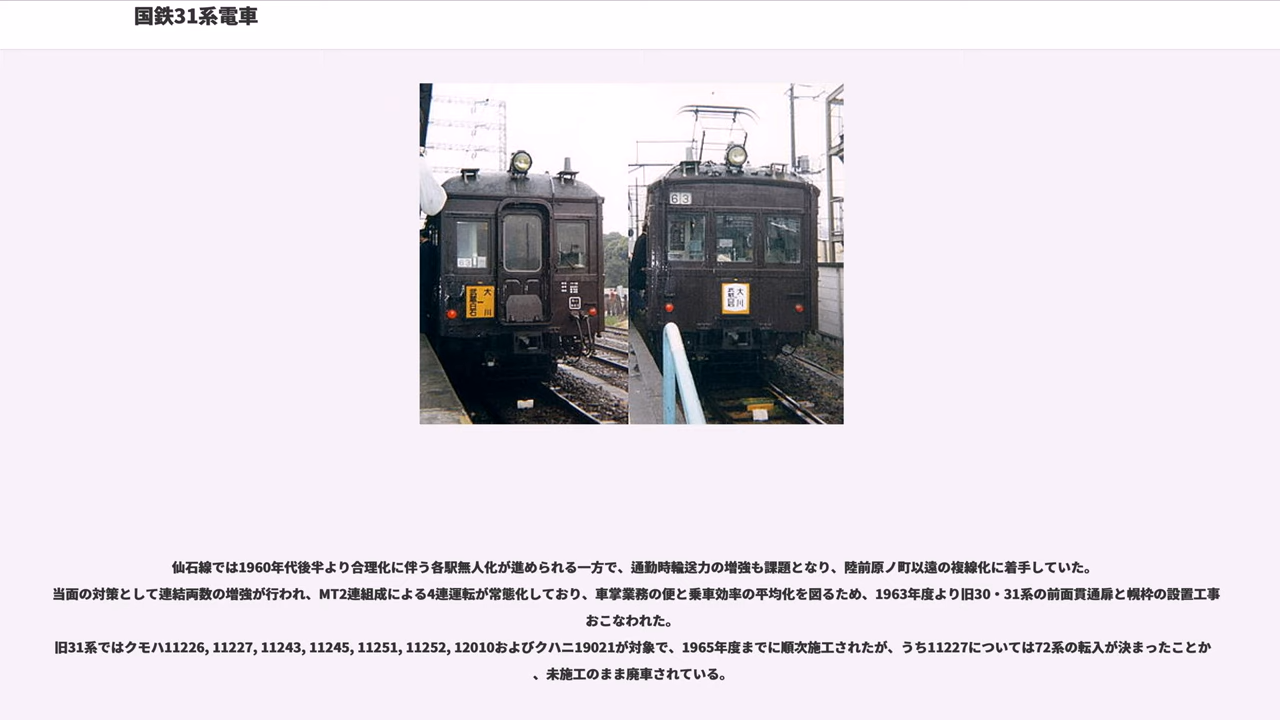 国鉄31系電車
63
大川
大
川
武蔵白石
仙石線では1960年代後半より合理化に伴う各駅無人化が進められる一方で、通勤時輸送力の増強も課題となり、陸前原ノ町以遠の複線化に着手していた。
当面の対策として連結両数の増強が行われ、MT2連組成による4連運転が常態化しており、車掌業務の便と乗車効率の平均化を図るため、1963年度より旧30・31系の前面貫通扉と幌枠の設置工事
おこなわれた。
旧31系ではクモハ11226, 11227, 11243, 11245, 11251, 11252, 12010およびクハニ19021が対象で、1965年度までに順次施工されたが、うち11227については72系の転入が決まったことか
、未施工のまま廃車されている。